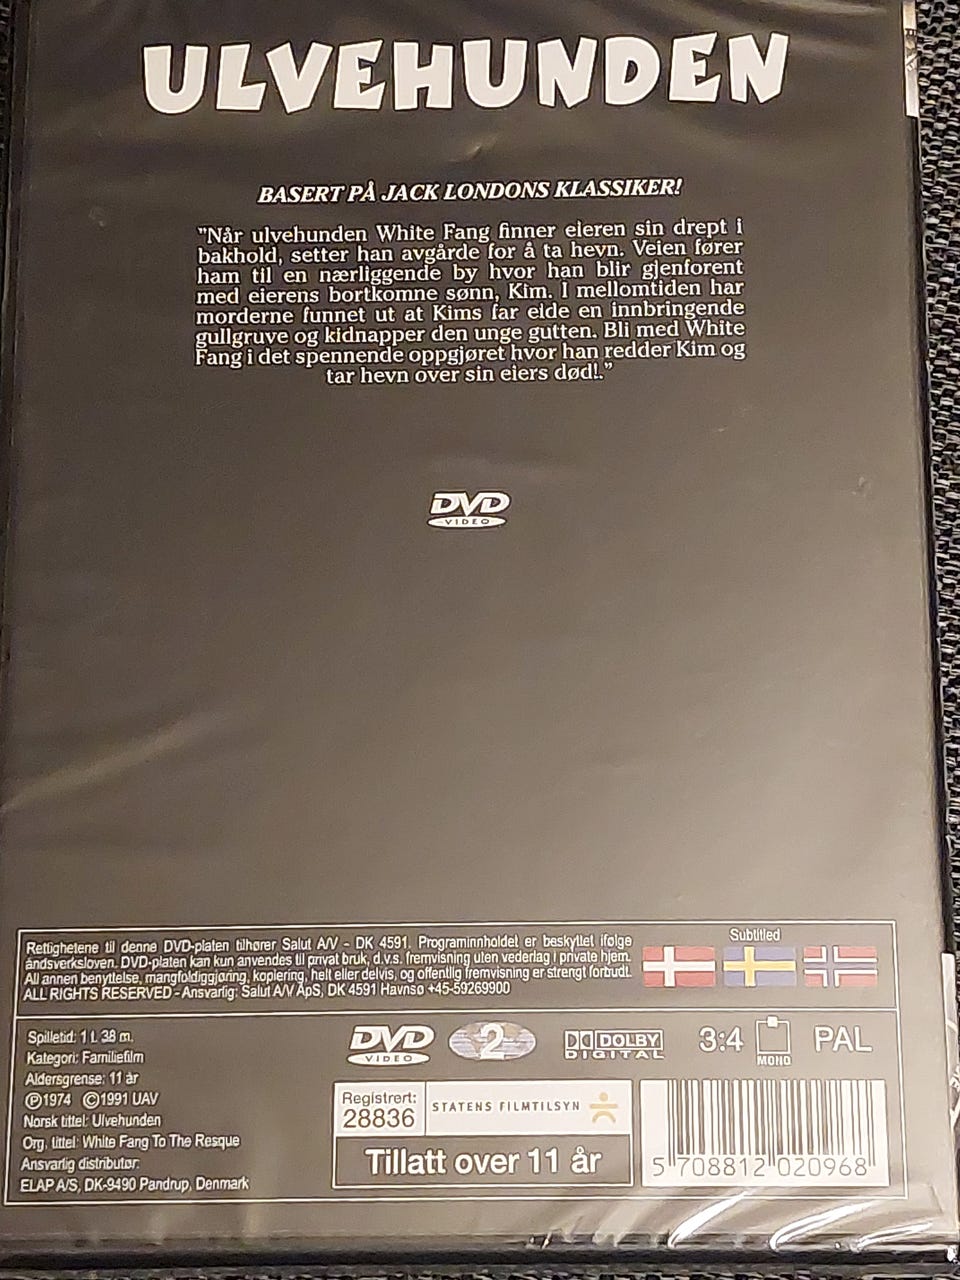 ULVEHUNDEN
BASERT PÅ JACK LONDONS KLASSIKER!
"Når ulvehunden White Fang finner eieren sin drept i
bakhold, setter han avgårde for å ta hevn. Veien fører
ham til en nærliggende by hvor han blir gjenforent
med eierens bortkomne sønn, Kim. I mellomtiden har
morderne funnet ut at Kims far eide en innbringende
gullgruve og kidnapper den unge gutten. Bli med White
Fang i det spennende oppgjøret hvor han redder Kim og
tar hevn over sin eiers død!."
DVD
VIDEO
Rettighetene til denne DVD-platen tilhører Salut A/V - DK 4591. Programinnholdet er beskyttet ifølge
åndsverksloven. DVD-platen kan kun anvendes til privat bruk, d.v.s. fremvisning uten vederlag i private hjem.
All annen benyttelse, mangfoldiggjøring, kopiering, helt eller delvis, og offentlig fremvisning er strengt forbudt.
ALL RIGHTS RESERVED - Ansvarlig: Salut A/V ApS, DK 4591 Havnsø +45-59269900
Subtitled
Spilletid: 1 t. 38 m.
Kategori: Familiefilm
Aldersgrense: 11 år
Ⓟ1974 ©1991 UAV
Norsk tittel: Ulvehunden
Org. tittel: White Fang To The Resque
Ansvarlig distributør:
ELAP A/S, DK-9490 Pandrup, Denmark
DVD
VIDEO
2
DOLBY
DIGITAL
3:4
MONO
PAL
Registrert:
28836
STATENS FILMTILSYN
Tillatt over 11 år
5 708812 020968